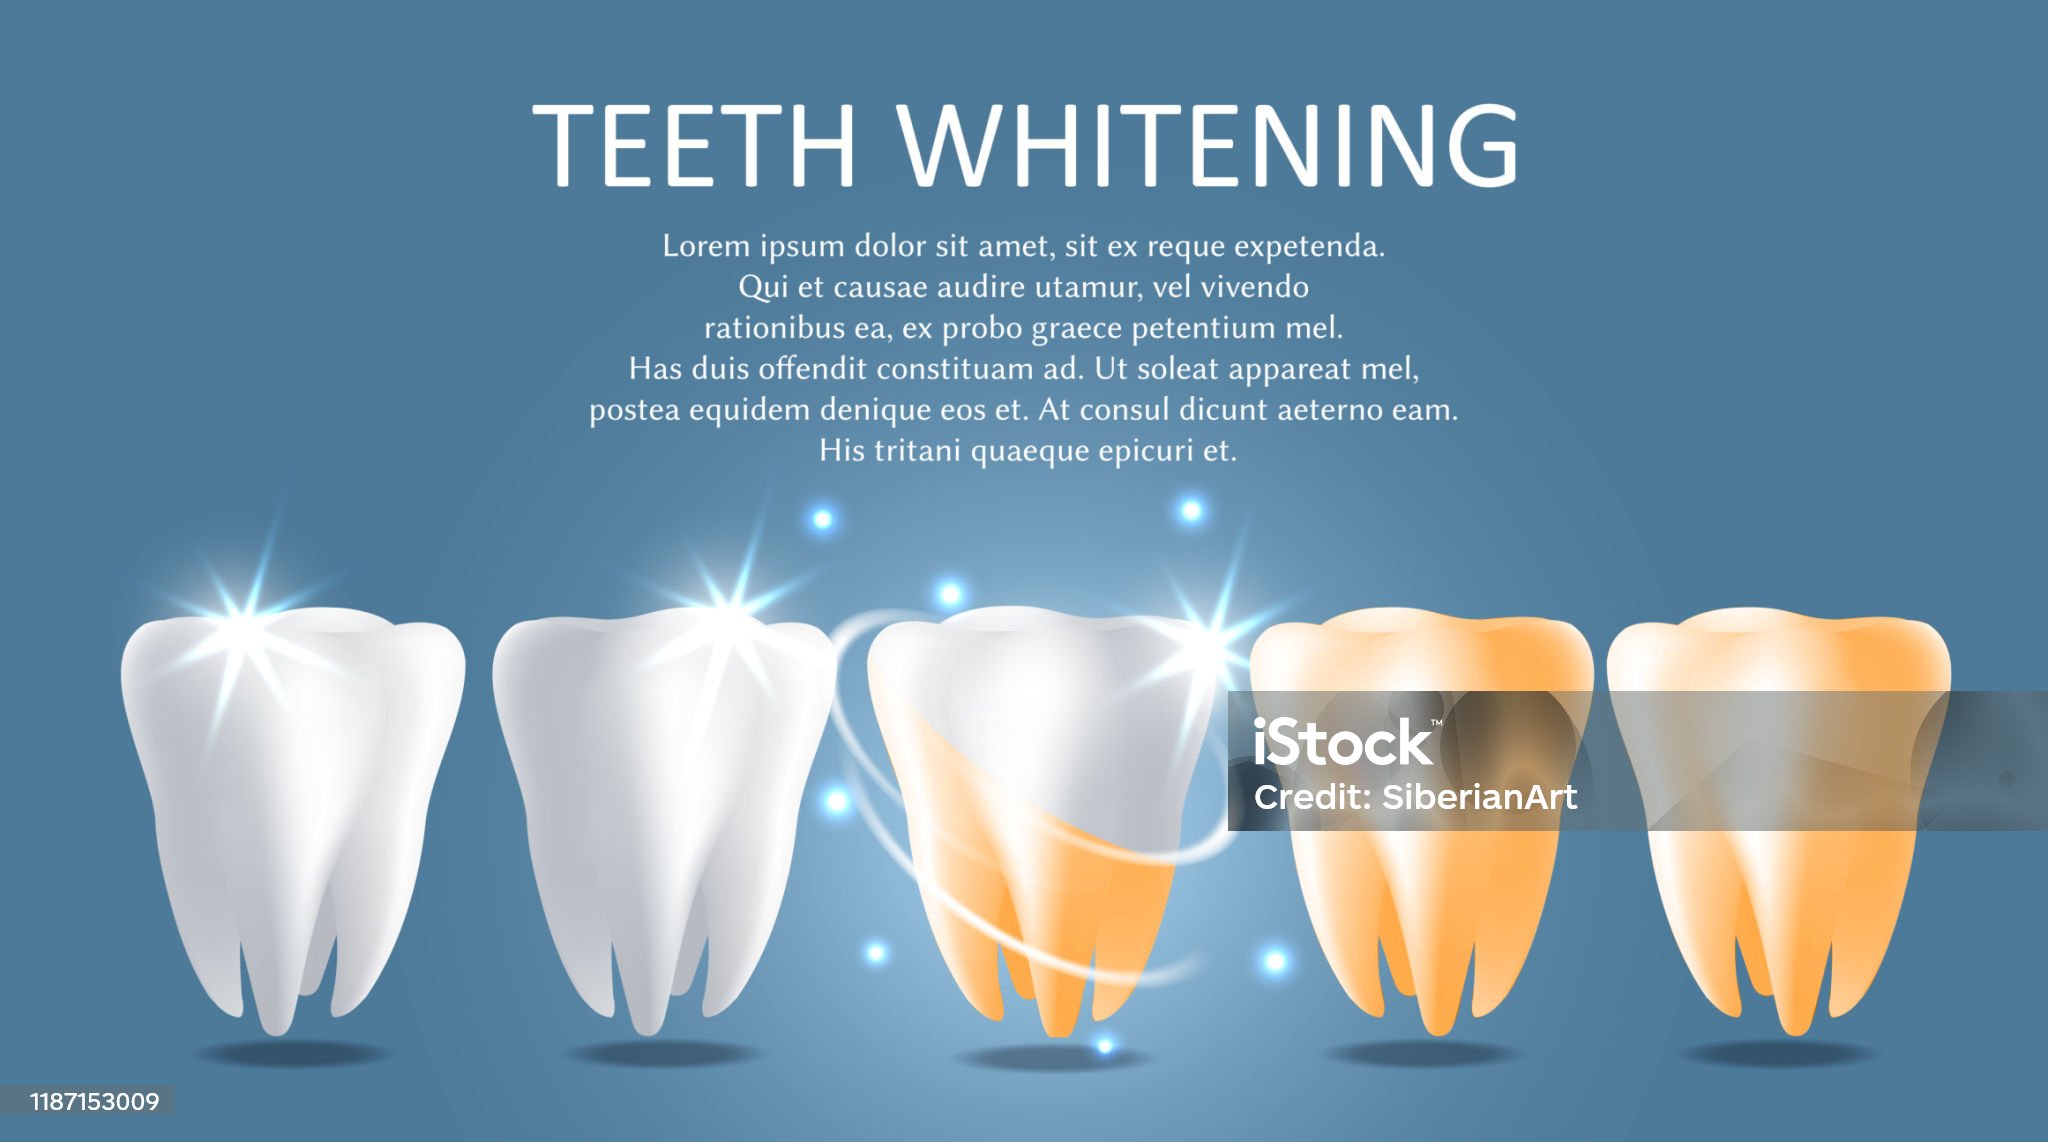 TEETH WHITENING
Lorem ipsum dolor sit amet, sit ex reque expetenda.
Qui et causae audire utamur, vel vivendo
rationibus ea, ex probo graece petentium mel.
Has duis offendit constituam ad. Ut soleat appareat mel,
postea equidem denique eos et. At consul dicunt aeterno eam.
His tritani quaeque epicuri et.
iStock™
Credit: SiberianArt
1187153009